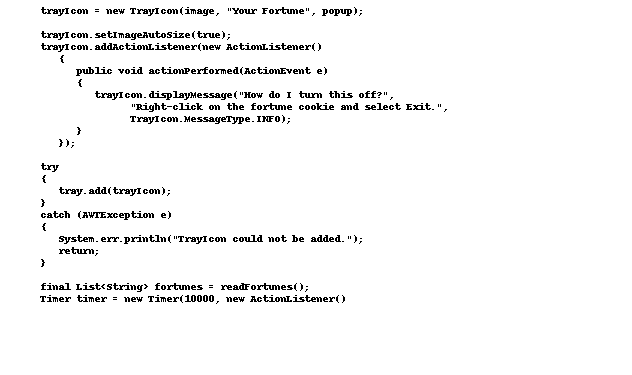 trayIcon = new TrayIcon(image, "Your Fortune", popup);

trayIcon.setImageAutoSize(true);
trayIcon.addActionListener(new ActionListener()
   {
      public void actionPerformed(ActionEvent e)
      {
         trayIcon.displayMessage("How do I turn this off?",
               "Right-click on the fortune cookie and select Exit.",
               TrayIcon.MessageType.INFO);
      }
   });

try
{
   tray.add(trayIcon);
}
catch (AWTException e)
{
   System.err.println("TrayIcon could not be added.");
   return;
}

final List<String> fortunes = readFortunes();
Timer timer = new Timer(10000, new ActionListener()